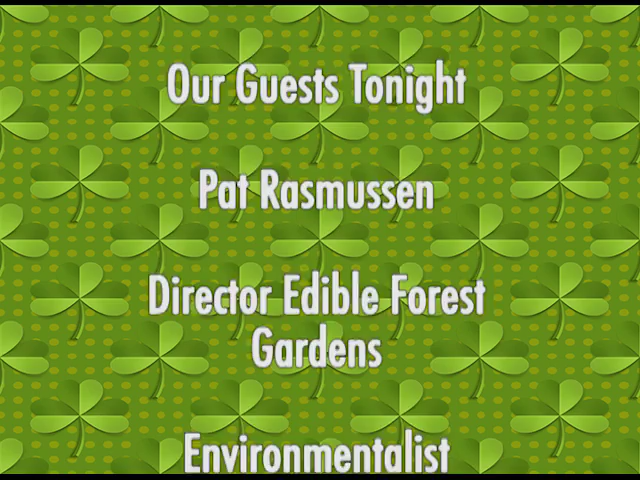 Our Guests Tonight
Pat Rasmussen
Director Edible Forest
Gardens
Environmentalist